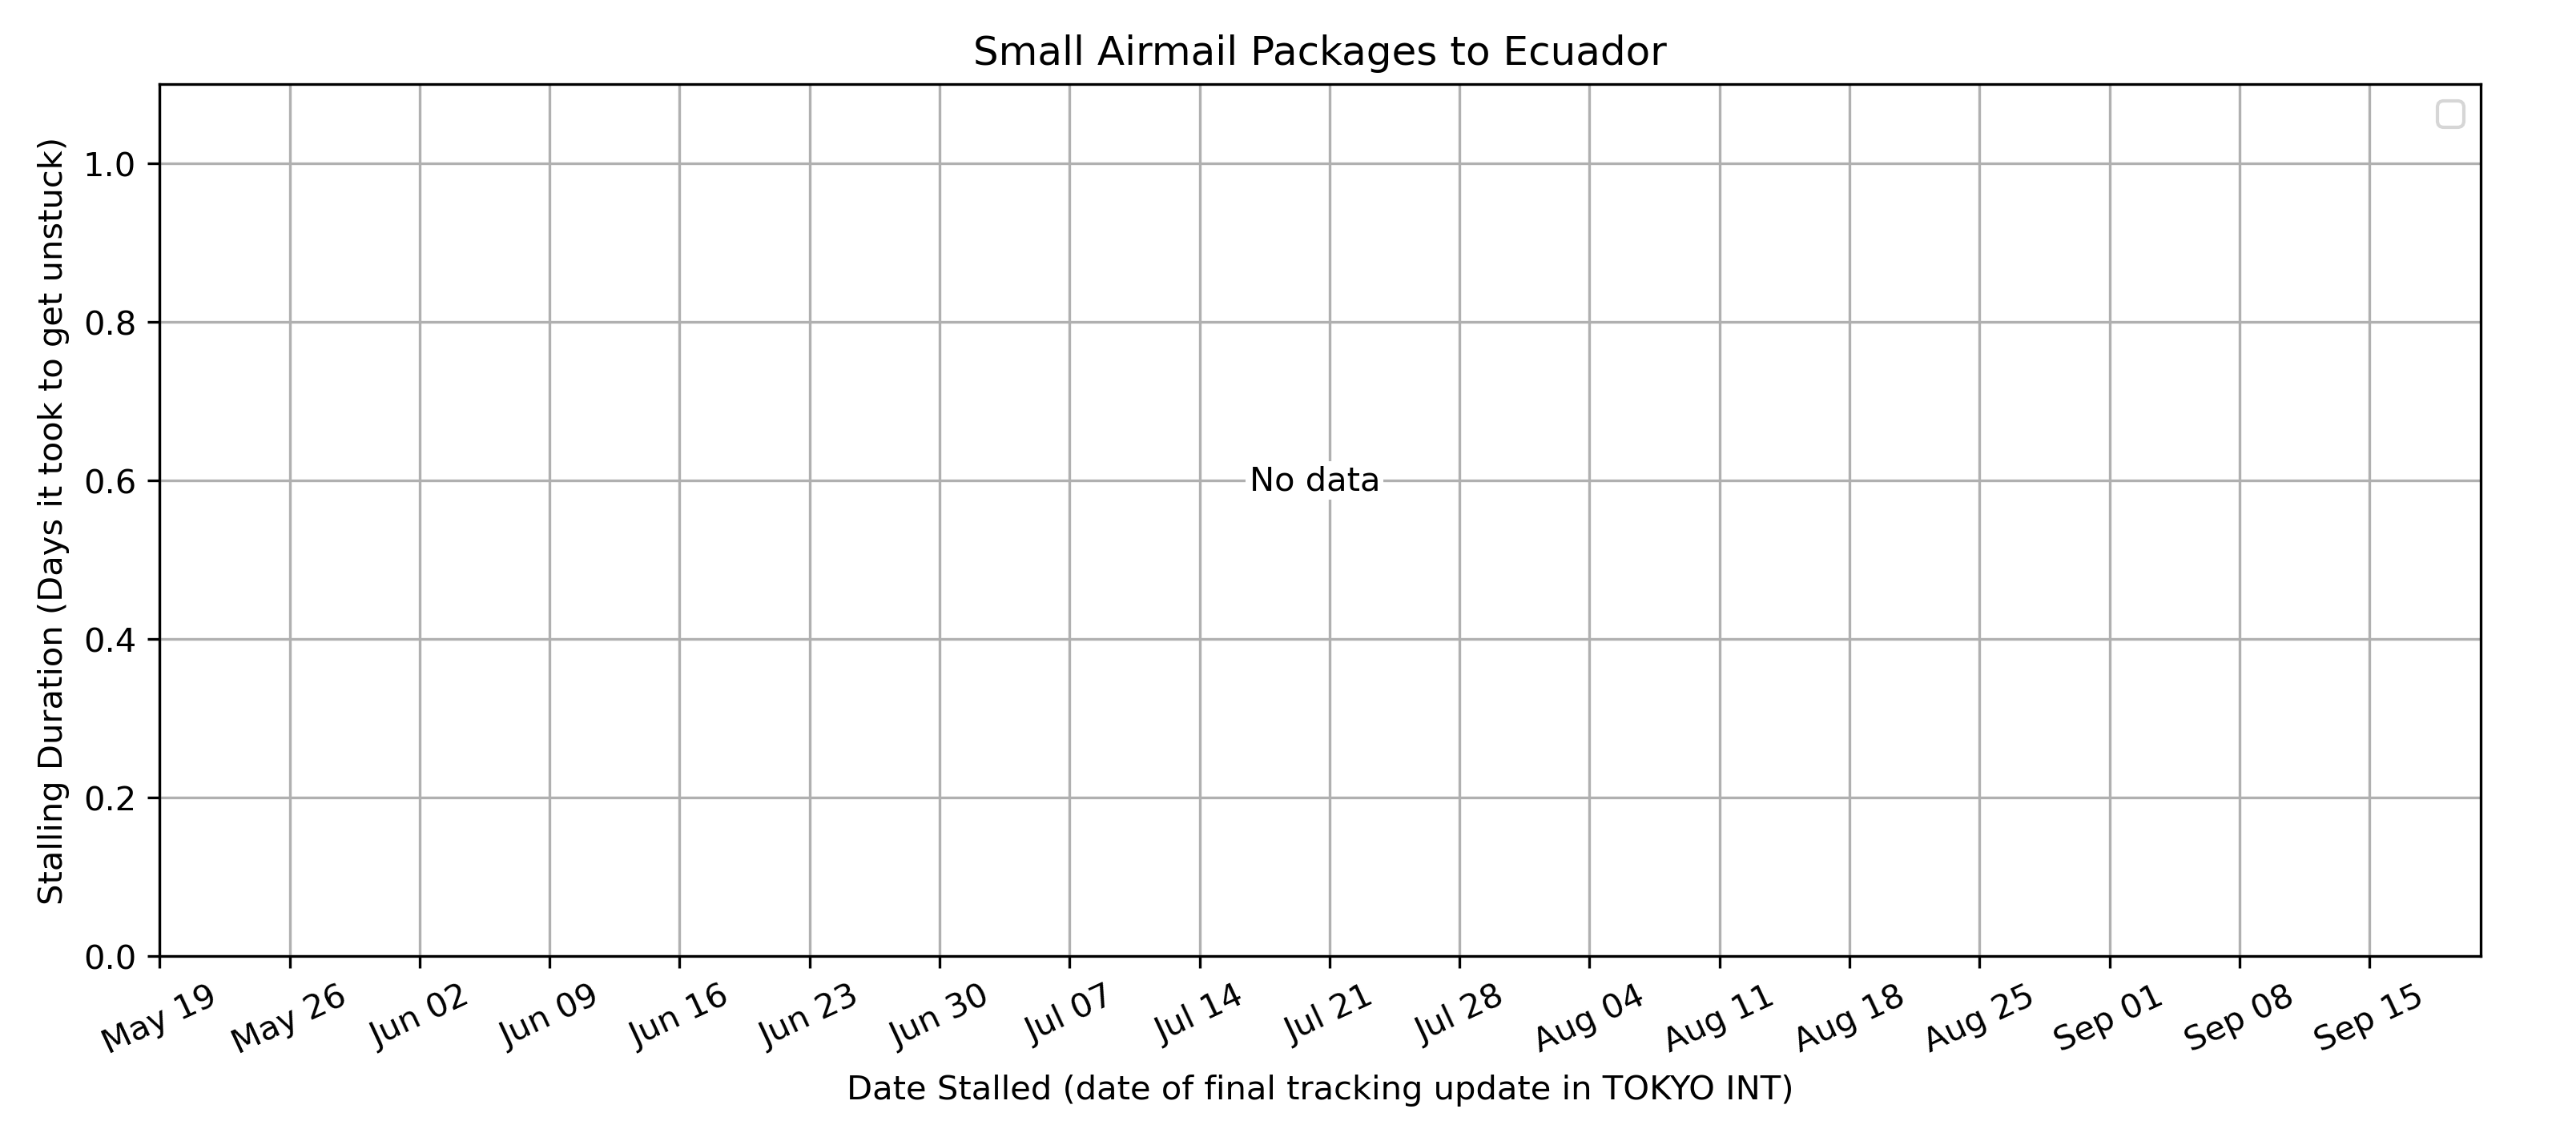 Small Airmail Packages to Ecuador
Stalling Duration (Days it took to get unstuck)
1.0
0.8
0.6
0.4
0.2
0.0
No data
May 19 May 26 Jun 02 Jun 09 Jun 16 Jun 23 Jun 30 Jul 07 Jul 14 Jul 21 Jul 28 Aug 04 Aug 11 Aug 18 Aug 25 Sep 01 Sep 08 Sep 15
Date Stalled (date of final tracking update in TOKYO INT)